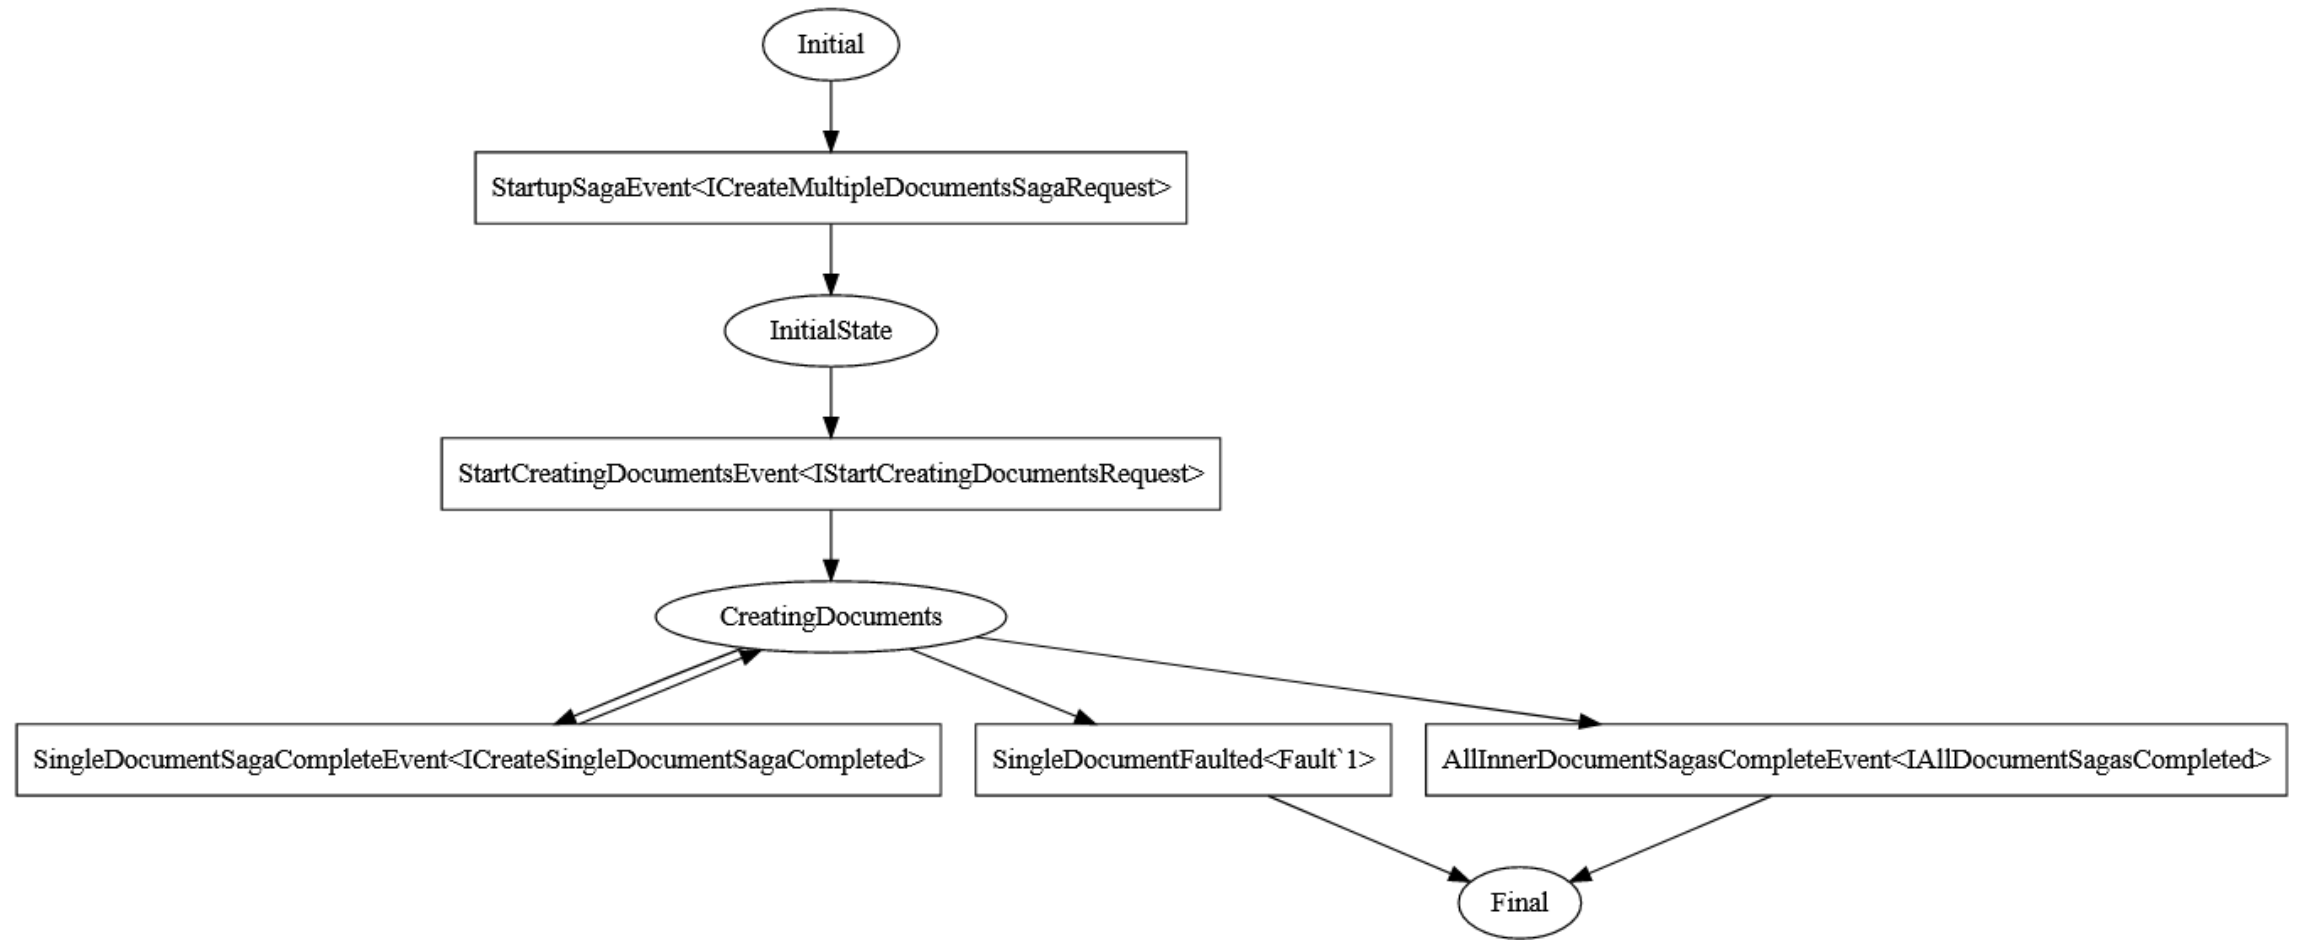 Initial
StartupSagaEvent<ICreateMultipleDocumentsSagaRequest>
InitialState
StartCreatingDocumentsEvent<IStartCreatingDocumentsRequest>
CreatingDocuments
SingleDocumentSagaCompleteEvent<ICreateSingleDocumentSagaCompleted>
SingleDocumentFaulted<Fault`1>
AllInnerDocumentSagasCompleteEvent<IAllDocumentSagasCompleted>
Final